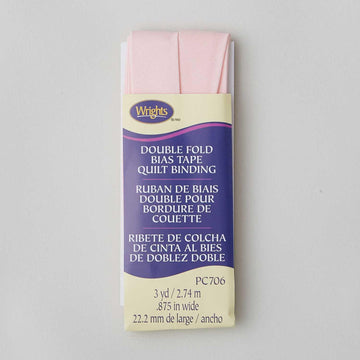 Wrights
DOUBLE FOLD
BIAS TAPE
QUILT BINDING
RUBAN DE BIAIS
DOUBLE POUR
BORDURE DE
COUETTE
RIBETE DE COLCHA
DE CINTA AL BIES
DE DOBLEZ DOBLE
PC706
3 yd / 2.74 m
.875 in wide
22.2 mm de large / ancho